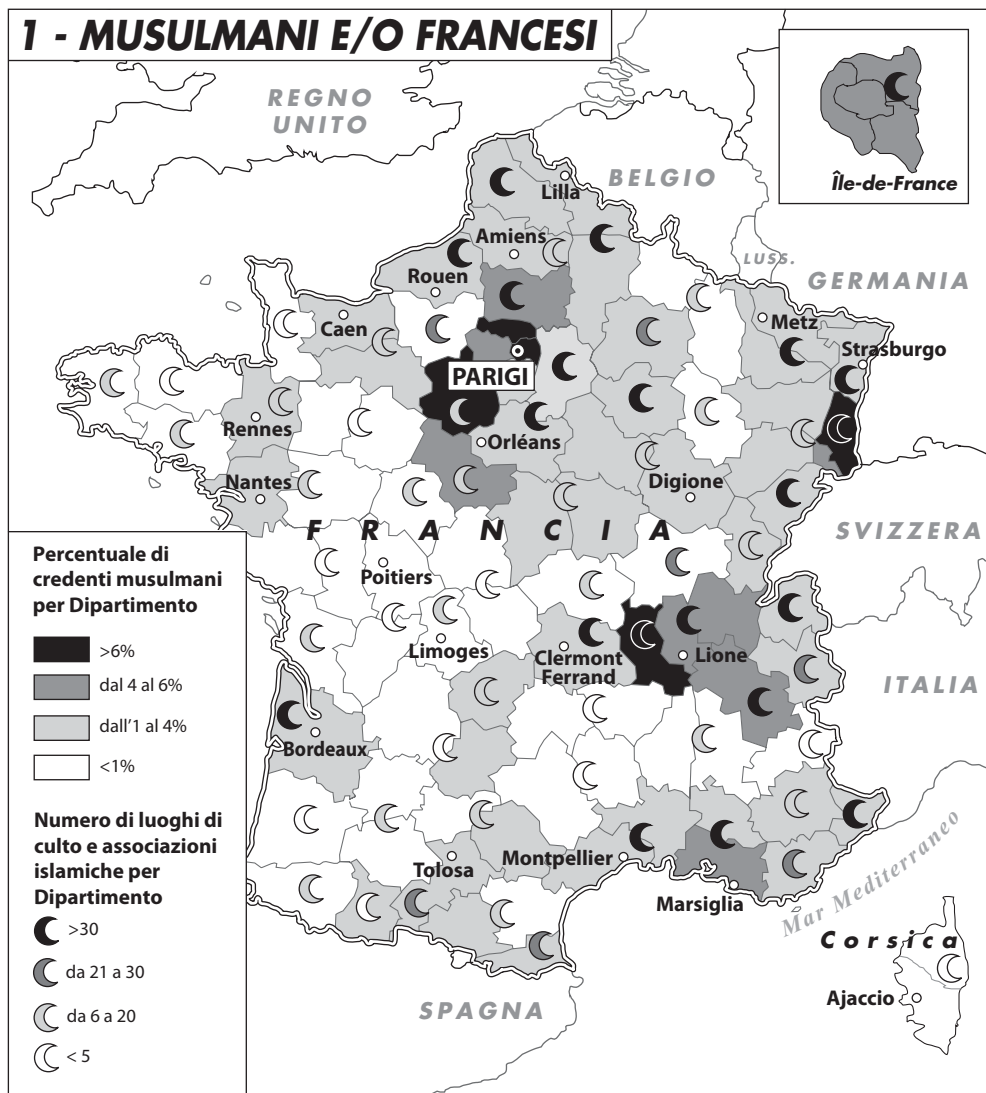 1 - MUSULMANI E/O FRANCESI
REGNO
UNITO
Île-de-France
BELGIO
Lilla
Amiens
LUSS.
GERMANIA
Rouen
Caen
Metz
Strasburgo
PARIGI
Rennes
Orléans
Nantes
Digione
FRANCIA
SVIZZERA
Poitiers
Limoges
Clermont
Ferrand
Lione
ITALIA
Bordeaux
Tolosa
Montpellier
Marsiglia
Mar Mediterraneo
Corsica
Ajaccio
SPAGNA
Percentuale di
credenti musulmani
per Dipartimento
>6%
dal 4 al 6%
dall'1 al 4%
<1%
Numero di luoghi di
culto e associazioni
islamiche per
Dipartimento
>30
da 21 a 30
da 6 a 20
< 5